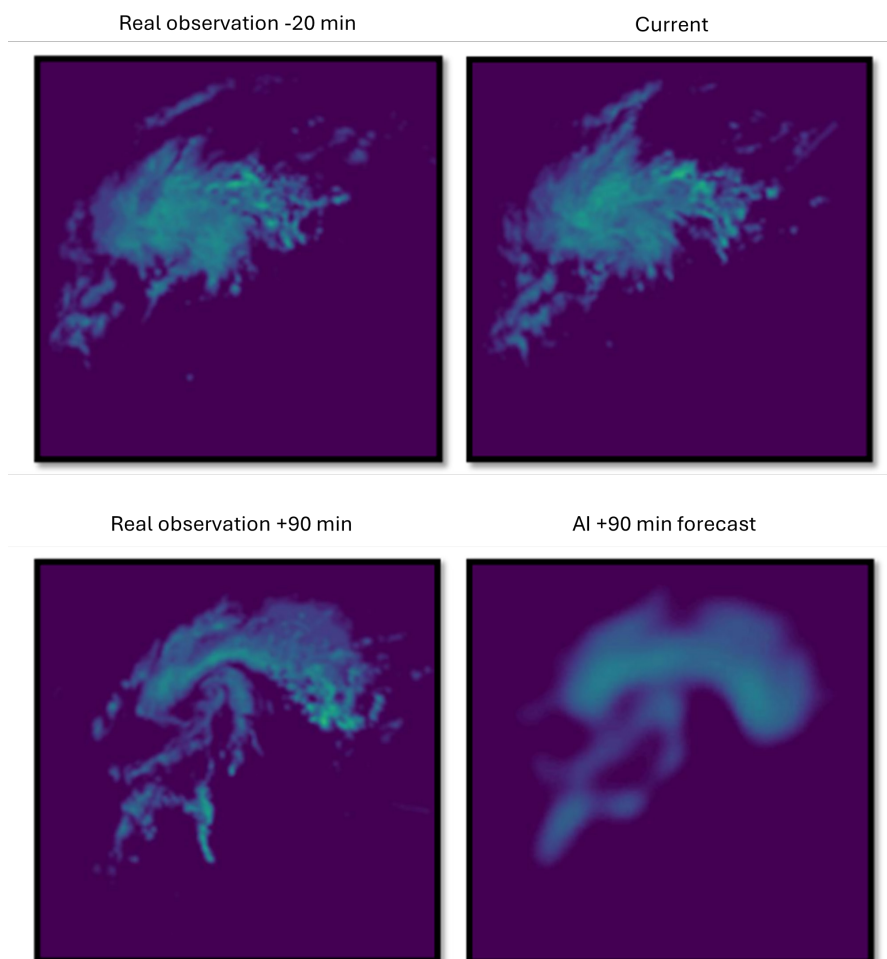 Real observation -20 min
Current
Real observation +90 min
AI +90 min forecast